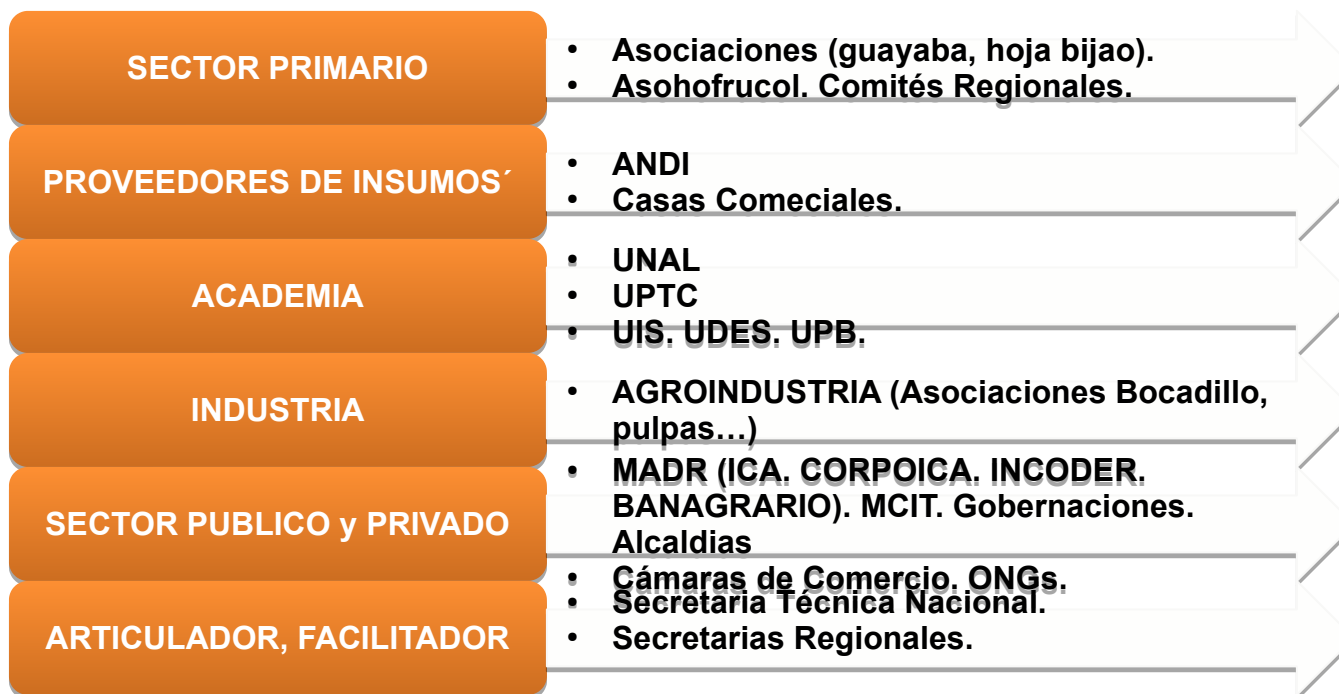 SECTOR PRIMARIO
• Asociaciones (guayaba, hoja bijao).
• Asohofrucol. Comités Regionales.
PROVEEDORES DE INSUMOS´
• ANDI
• Casas Comeciales.
ACADEMIA
• UNAL
• UPTC
• UIS. UDES. UPB.
INDUSTRIA
• AGROINDUSTRIA (Asociaciones Bocadillo,
pulpas…)
SECTOR PUBLICO y PRIVADO
• MADR (ICA. CORPOICA. INCODER.
BANAGRARIO). MCIT. Gobernaciones.
Alcaldias
• Cámaras de Comercio. ONGs.
ARTICULADOR, FACILITADOR
• Secretaria Técnica Nacional.
• Secretarias Regionales.